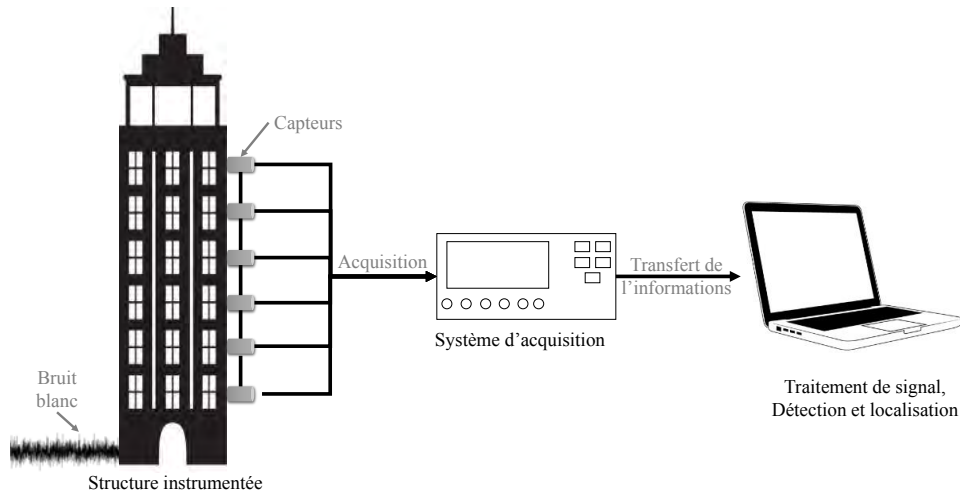 Capteurs
Acquisition
Transfert de
l'informations
Système d'acquisition
Bruit
blanc
Traitement de signal,
Détection et localisation
Structure instrumentée